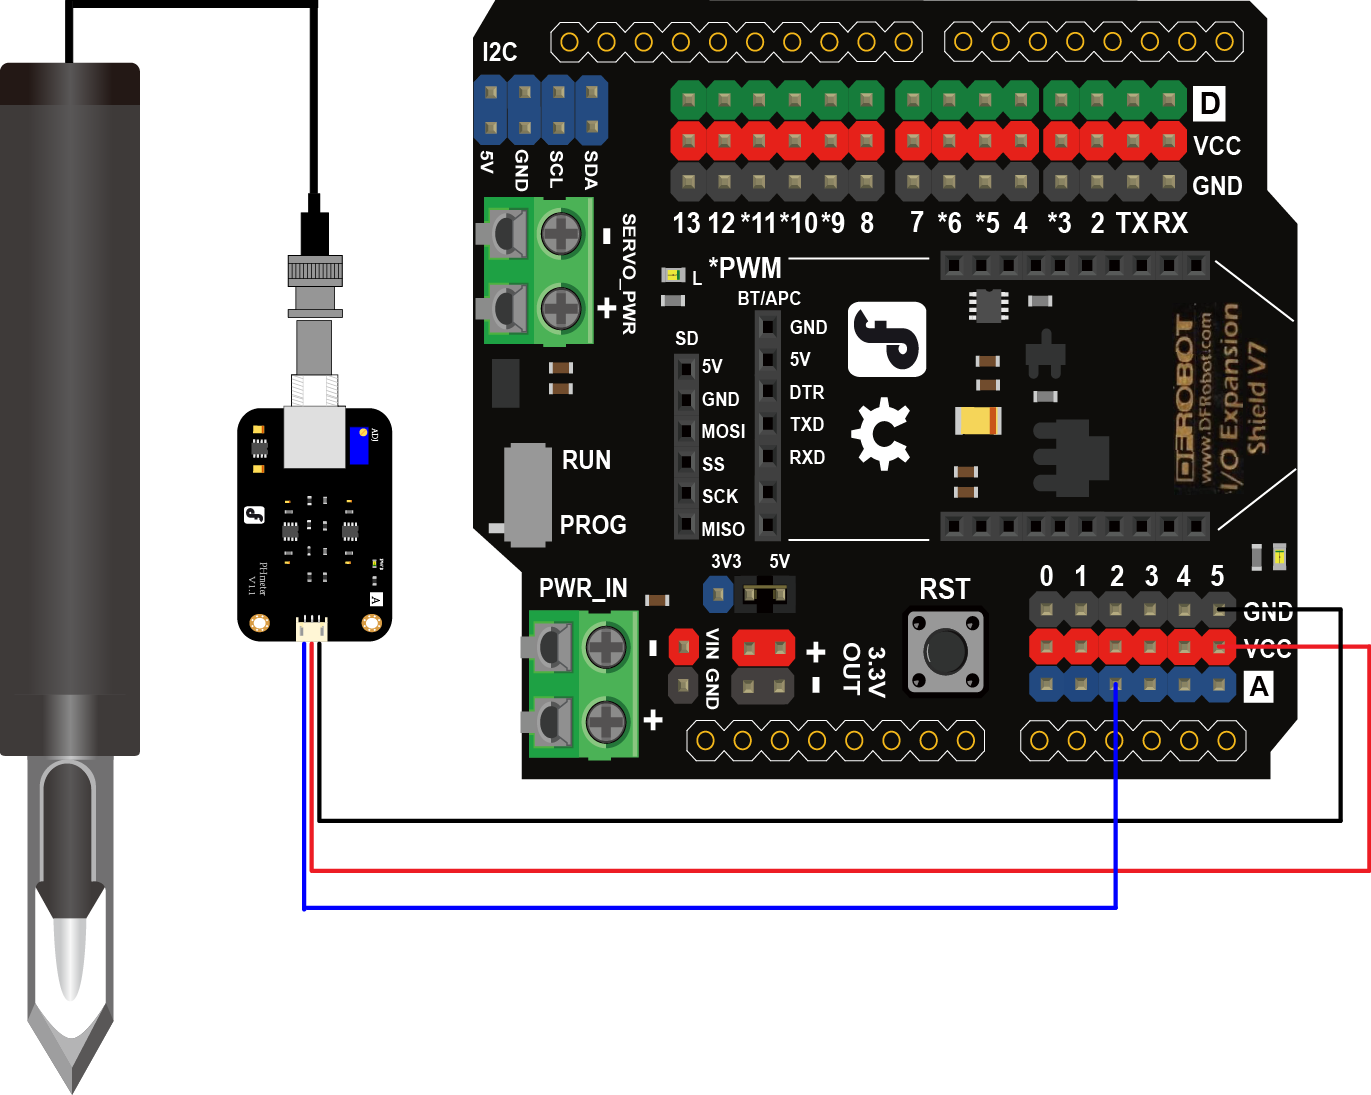 I2C
5V GND SCL SDA
D
VCC
GND
13 12 *11 *10 *9 8 7 *6 *5 4 *3 2 TX RX
- SERVO_PWR
+
L
*PWM
BT/APC
GND
5V
DTR
TXD
RXD
SD
5V
GND
MOSI
SS
SCK
MISO
RUN
PROG
DFROBOT
www.DFRobot.com
I/O Expansion
Shield V7
ADJ
PHmeter
V1.1
A
PWR_IN
-
+
3V3 5V
VIN GND
+
-
3.3V
OUT
RST
0 1 2 3 4 5
GND
VCC
A